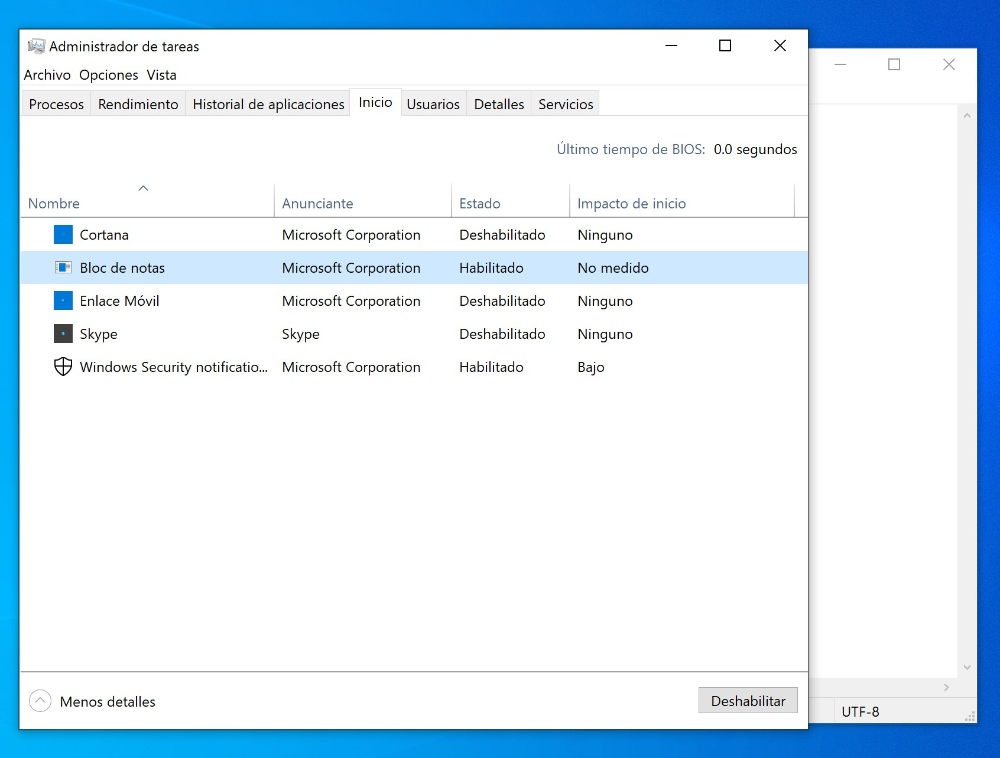 Administrador de tareas
Archivo Opciones Vista
Procesos Rendimiento Historial de aplicaciones Inicio Usuarios Detalles Servicios
Último tiempo de BIOS: 0.0 segundos
Nombre Anunciante Estado Impacto de inicio
Cortana Microsoft Corporation Deshabilitado Ninguno
Bloc de notas Microsoft Corporation Habilitado No medido
Enlace Móvil Microsoft Corporation Deshabilitado Ninguno
Skype Skype Deshabilitado Ninguno
Windows Security notificatio... Microsoft Corporation Habilitado Bajo
Menos detalles Deshabilitar
UTF-8